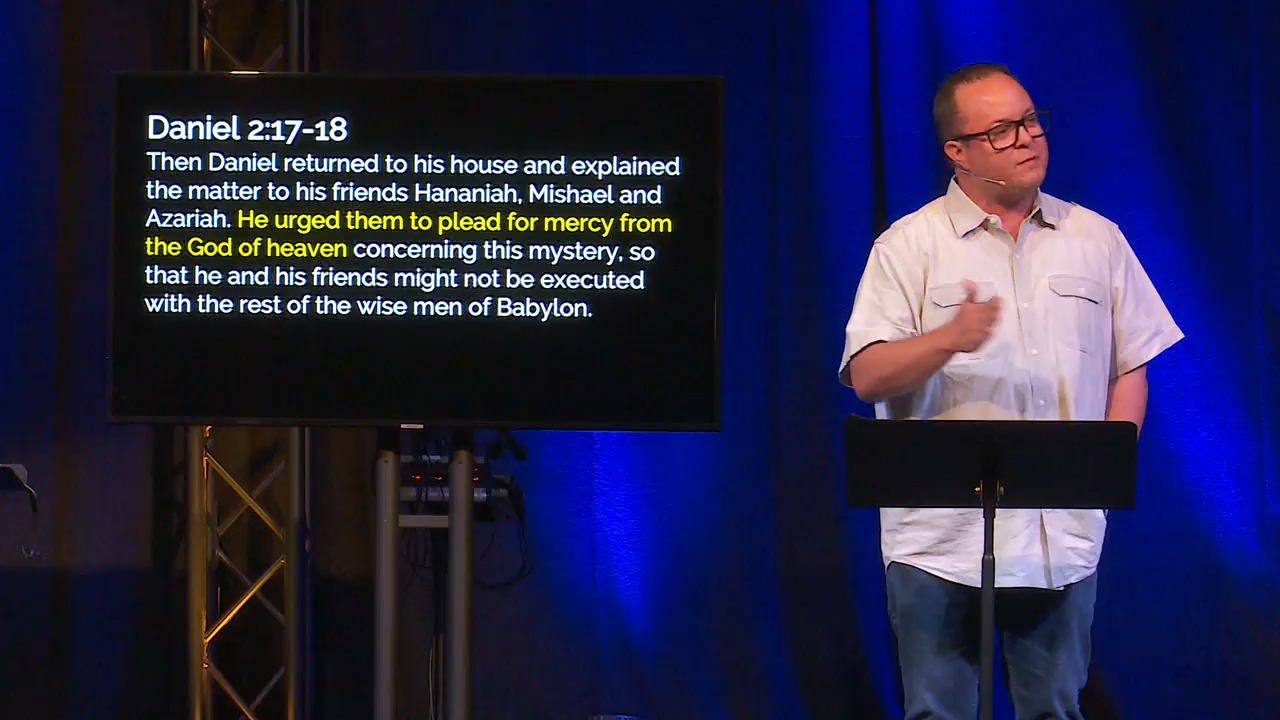 Daniel 2:17-18
Then Daniel returned to his house and explained
the matter to his friends Hananiah, Mishael and
Azariah. He urged them to plead for mercy from
the God of heaven concerning this mystery, so
that he and his friends might not be executed
with the rest of the wise men of Babylon.